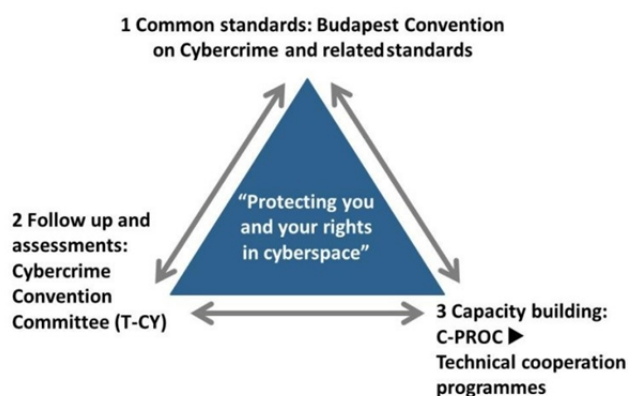 1 Common standards: Budapest Convention
on Cybercrime and related standards
“Protecting you
and your rights
in cyberspace”
2 Follow up and
assessments:
Cybercrime
Convention
Committee (T-CY)
3 Capacity building:
C-PROC ►
Technical cooperation
programmes